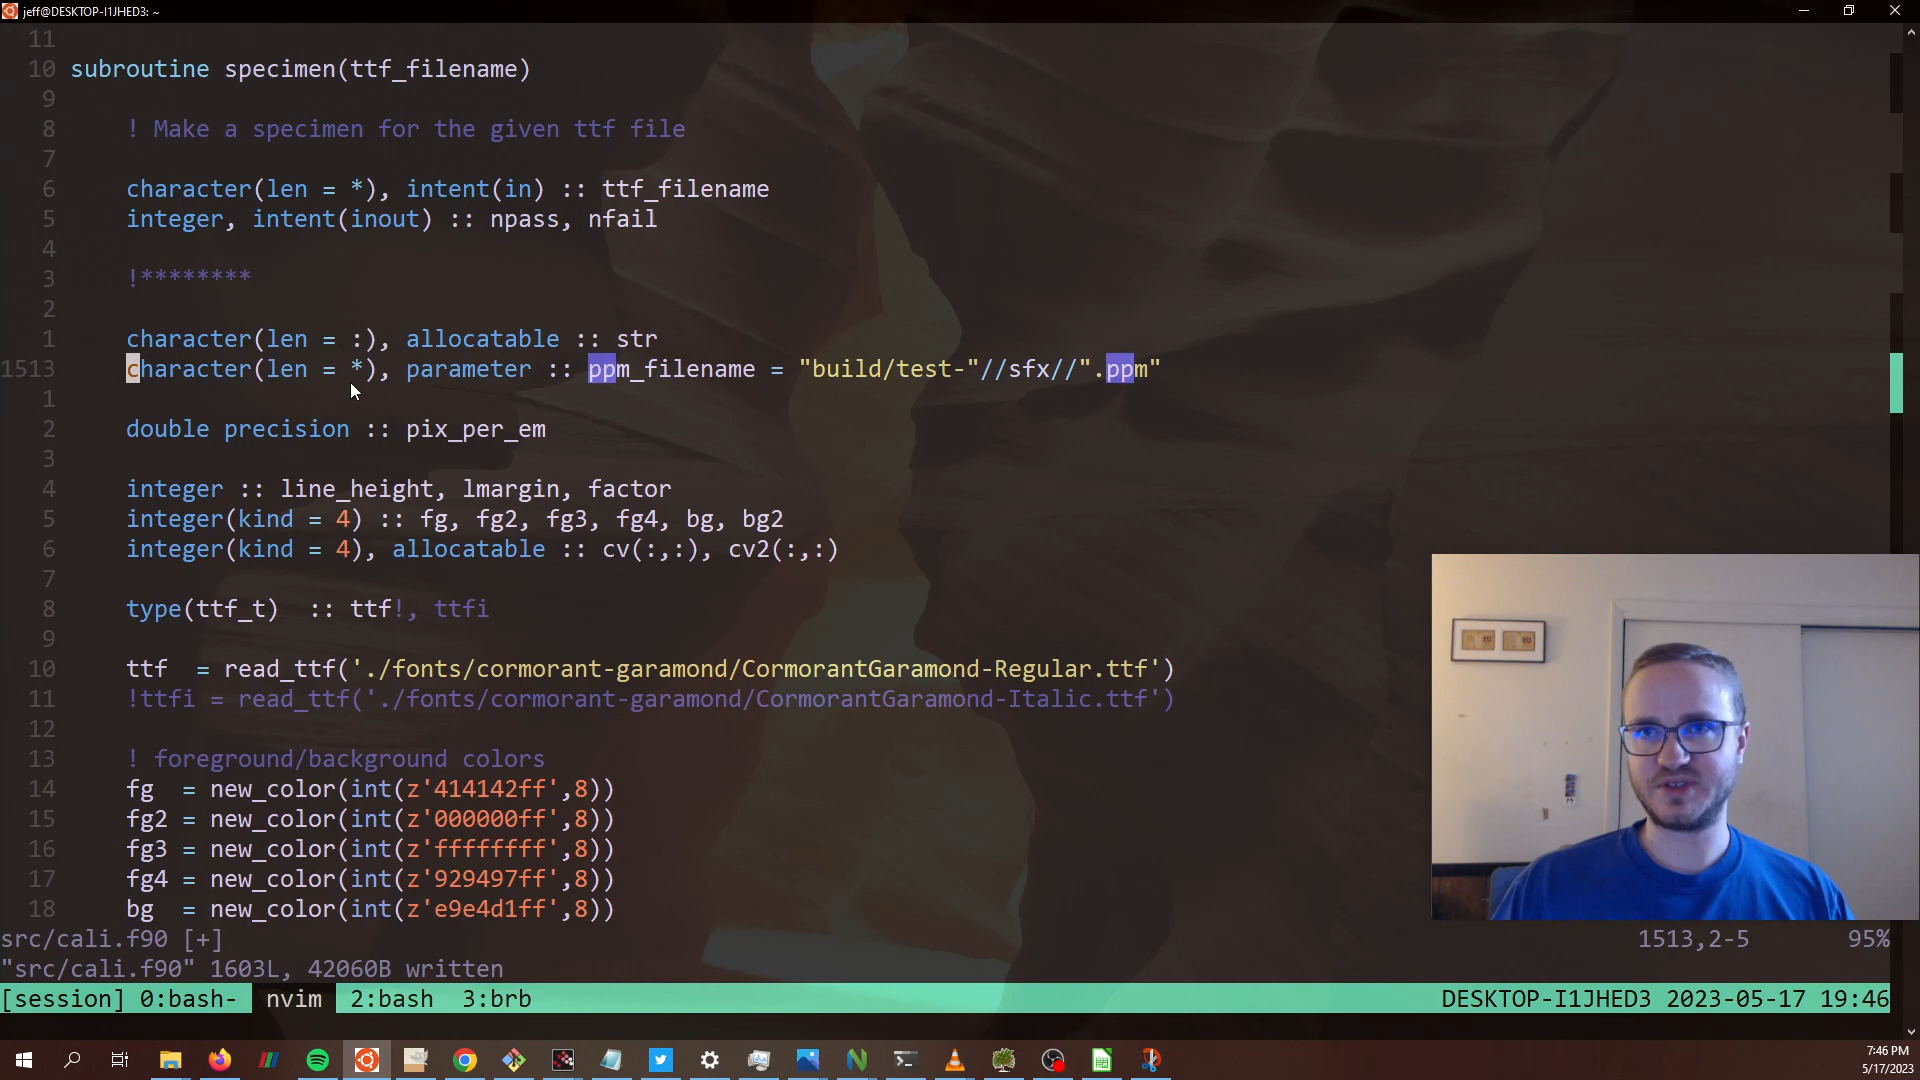 jeff@DESKTOP-I1JHED3: ~
11
10 subroutine specimen(ttf_filename)
9
8 ! Make a specimen for the given ttf file
7
6 character(len = *), intent(in) :: ttf_filename
5 integer, intent(inout) :: npass, nfail
4
3 !********
2
1 character(len = :), allocatable :: str
1513 character(len = *), parameter :: ppm_filename = "build/test-"//sfx//".ppm"
1
2 double precision :: pix_per_em
3
4 integer :: line_height, lmargin, factor
5 integer(kind = 4) :: fg, fg2, fg3, fg4, bg, bg2
6 integer(kind = 4), allocatable :: cv(:,:), cv2(:,:)
7
8 type(ttf_t)  :: ttf!, ttfi
9
10 ttf  = read_ttf('./fonts/cormorant-garamond/CormorantGaramond-Regular.ttf')
11 !ttfi = read_ttf('./fonts/cormorant-garamond/CormorantGaramond-Italic.ttf')
12
13 ! foreground/background colors
14 fg  = new_color(int(z'414142ff',8))
15 fg2 = new_color(int(z'000000ff',8))
16 fg3 = new_color(int(z'ffffffff',8))
17 fg4 = new_color(int(z'929497ff',8))
18 bg  = new_color(int(z'e9e4d1ff',8))
src/cali.f90 [+] 1513,2-5 95%
"src/cali.f90" 1603L, 42060B written
[session] 0:bash- nvim 2:bash 3:brb DESKTOP-I1JHED3 2023-05-17 19:46
7:46 PM
5/17/2023